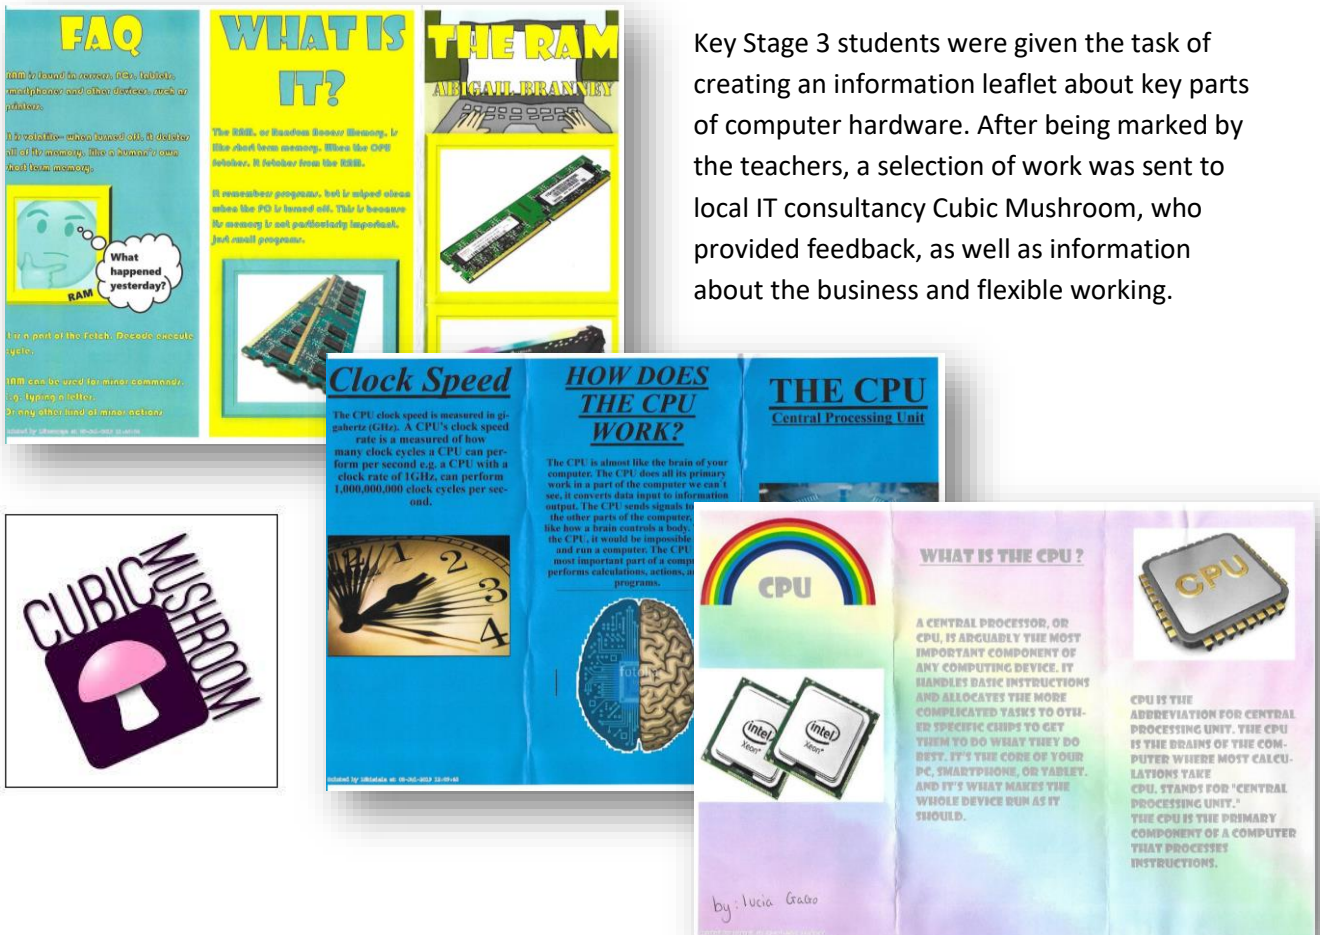 FAQ
RAM is found in servers, PCs, tablets,
smartphones and other devices, such as
printers.
It is volatile- when turned off, it deletes
all of its memory, like a human's own
short term memory.
What
happened
yesterday?
RAM
It is a part of the Fetch, Decode execute
cycle.
RAM can be used for minor commands,
e.g. typing a letter.
Or any other kind of minor actions
WHAT IS
IT?
The RAM, or Random Access Memory, is
like short term memory. When the CPU
fetches, it fetches from the RAM.
It remembers programs, but is wiped clean
when the PC is turned off. This is because
its memory is not particularly important,
just small programs.
THE RAM
ABIGAIL BRANNEY
Key Stage 3 students were given the task of
creating an information leaflet about key parts
of computer hardware. After being marked by
the teachers, a selection of work was sent to
local IT consultancy Cubic Mushroom, who
provided feedback, as well as information
about the business and flexible working.
Clock Speed
The CPU clock speed is measured in gi-
gahertz (GHz). A CPU's clock speed
rate is a measured of how
many clock cycles a CPU can per-
form per second e.g. a CPU with a
clock rate of 1GHz, can perform
1,000,000,000 clock cycles per sec-
ond.
12 1 2 3 4
HOW DOES
THE CPU
WORK?
The CPU is almost like the brain of your
computer. The CPU does all its primary
work in a part of the computer we can't
see, it converts data input to information
output. The CPU sends signals to
the other parts of the computer,
like how a brain controls a body.
the CPU, it would be impossible
and run a computer. The CPU
most important part of a
performs calculations, actions,
programs.
THE CPU
Central Processing Unit
CUBIC
MUSHROOM
CPU
intel
Xeon
intel
Xeon
by: lucia Gago
WHAT IS THE CPU ?
A CENTRAL PROCESSOR, OR
CPU, IS ARGUABLY THE MOST
IMPORTANT COMPONENT OF
ANY COMPUTING DEVICE. IT
HANDLES BASIC INSTRUCTIONS
AND ALLOCATES THE MORE
COMPLICATED TASKS TO OTH-
ER SPECIFIC CHIPS TO GET
THEM TO DO WHAT THEY DO
BEST. IT'S THE CORE OF YOUR
PC, SMARTPHONE, OR TABLET.
AND IT'S WHAT MAKES THE
WHOLE DEVICE RUN AS IT
SHOULD.
CPU
CPU IS THE
ABBREVIATION FOR CENTRAL
PROCESSING UNIT. THE CPU
IS THE BRAINS OF THE COM-
PUTER WHERE MOST CALCU-
LATIONS TAKE
CPU. STANDS FOR "CENTRAL
PROCESSING UNIT."
THE CPU IS THE PRIMARY
COMPONENT OF A COMPUTER
THAT PROCESSES
INSTRUCTIONS.